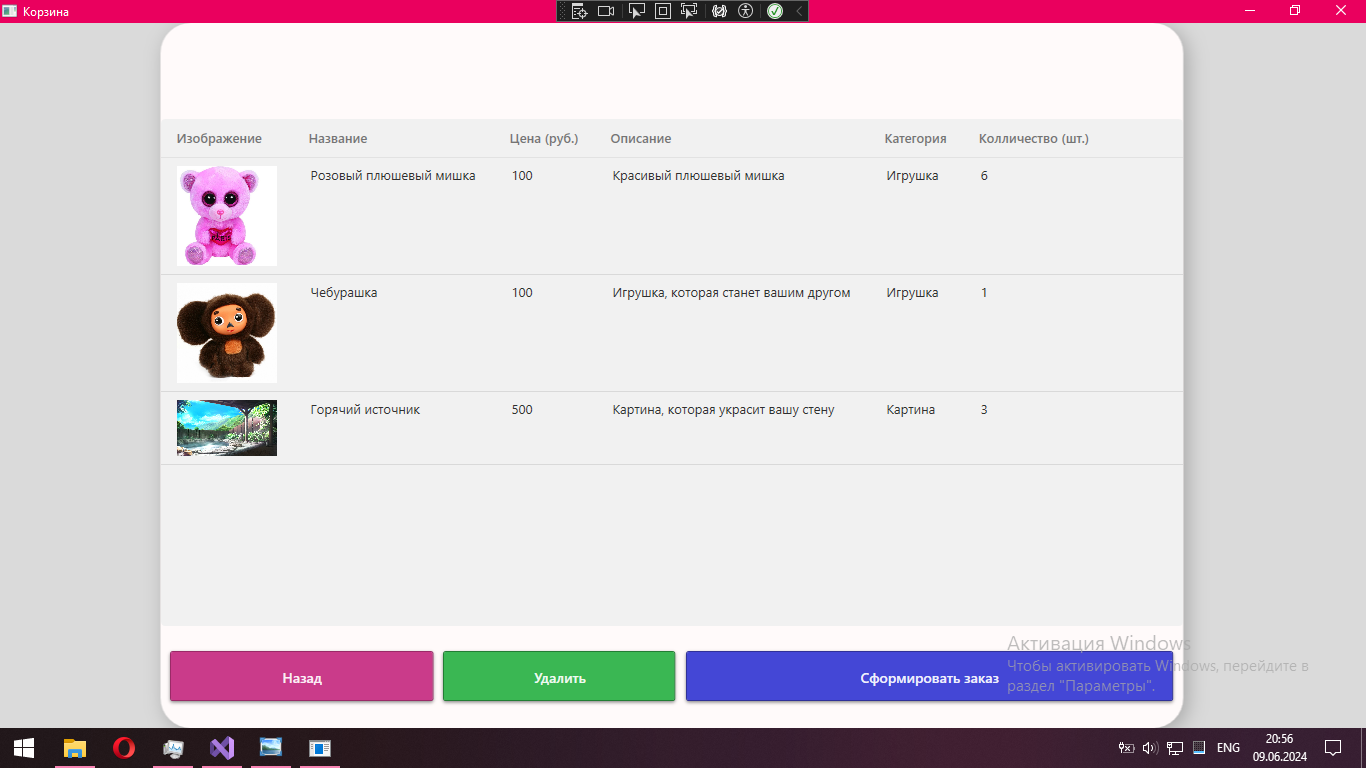 Корзина
Изображение Название Цена (руб.) Описание Категория Колличество (шт.)
Розовый плюшевый мишка 100 Красивый плюшевый мишка Игрушка 6
Чебурашка 100 Игрушка, которая станет вашим другом Игрушка 1
Горячий источник 500 Картина, которая украсит вашу стену Картина 3
Активация Windows
Чтобы активировать Windows, перейдите в
раздел "Параметры".
Назад Удалить Сформировать заказ
ENG 20:56
09.06.2024